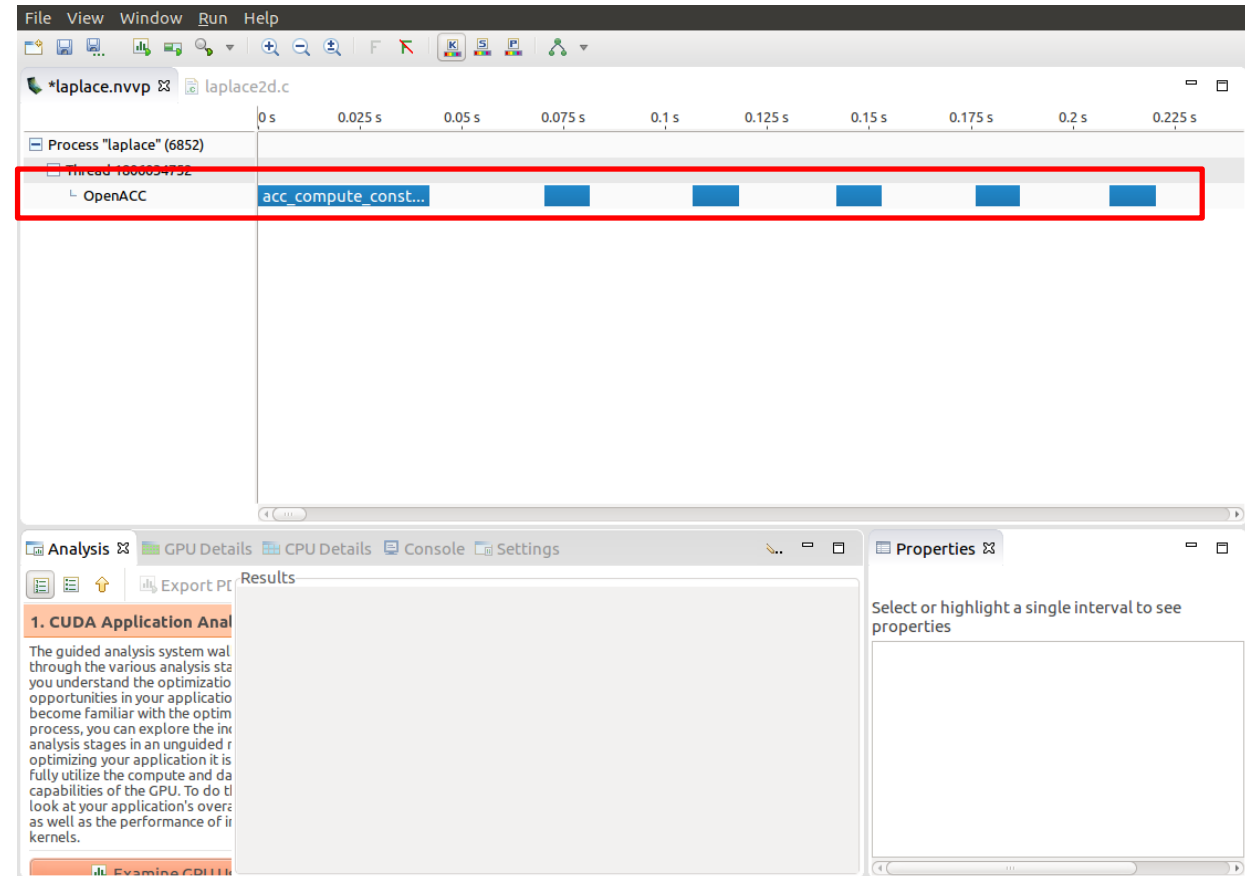 File View Window Run Help
F K S P
*laplace.nvvp laplace2d.c
0 s 0.025 s 0.05 s 0.075 s 0.1 s 0.125 s 0.15 s 0.175 s 0.2 s 0.225 s
Process "laplace" (6852)
Thread 1886034752
OpenACC acc_compute_const...
Analysis GPU Details CPU Details Console Settings
Properties
Export PD
Results
1. CUDA Application Anal
The guided analysis system wal
through the various analysis sta
you understand the optimizatio
opportunities in your applicatio
become familiar with the optim
process, you can explore the in
analysis stages in an unguided r
optimizing your application it is
fully utilize the compute and da
capabilities of the GPU. To do t
look at your application's overa
as well as the performance of i
kernels.
Examine GPU U
Select or highlight a single interval to see
properties